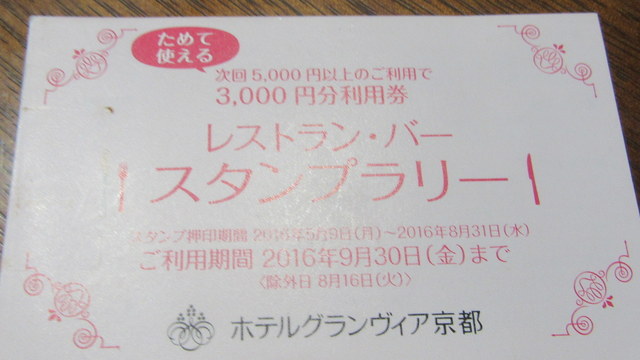 ためて
使える
次回 5,000 円以上のご利用で
3,000 円分利用券
レストラン・バー
スタンプラリー
スタンプ押印期間 2016年5月9日(月)~2016年8月31日(水)
ご利用期間 2016年9月30日(金)まで
〈除外日 8月16日(火)〉
ホテルグランヴィア京都